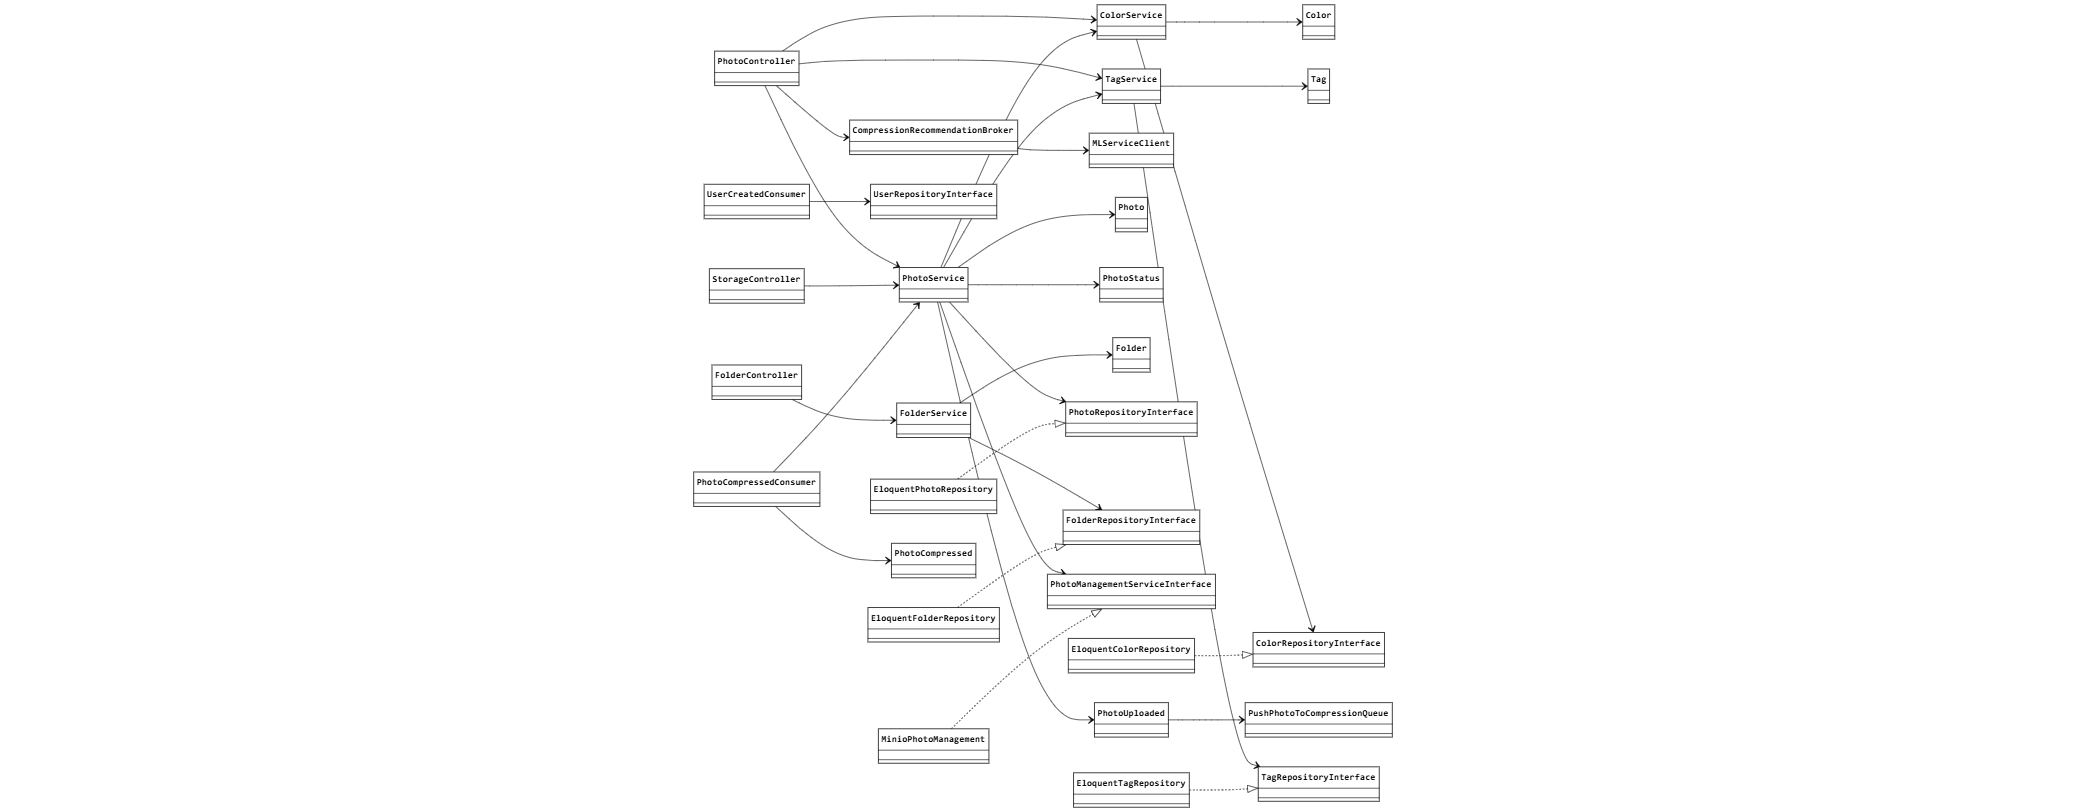 ColorService
Color
PhotoController
TagService
Tag
CompressionRecommendationBroker
MLServiceClient
UserCreatedConsumer
UserRepositoryInterface
Photo
StorageController
PhotoService
PhotoStatus
Folder
FolderController
FolderService
PhotoRepositoryInterface
PhotoCompressedConsumer
EloquentPhotoRepository
FolderRepositoryInterface
PhotoCompressed
PhotoManagementServiceInterface
EloquentFolderRepository
EloquentColorRepository
ColorRepositoryInterface
PhotoUploaded
PushPhotoToCompressionQueue
MinioPhotoManagement
EloquentTagRepository
TagRepositoryInterface